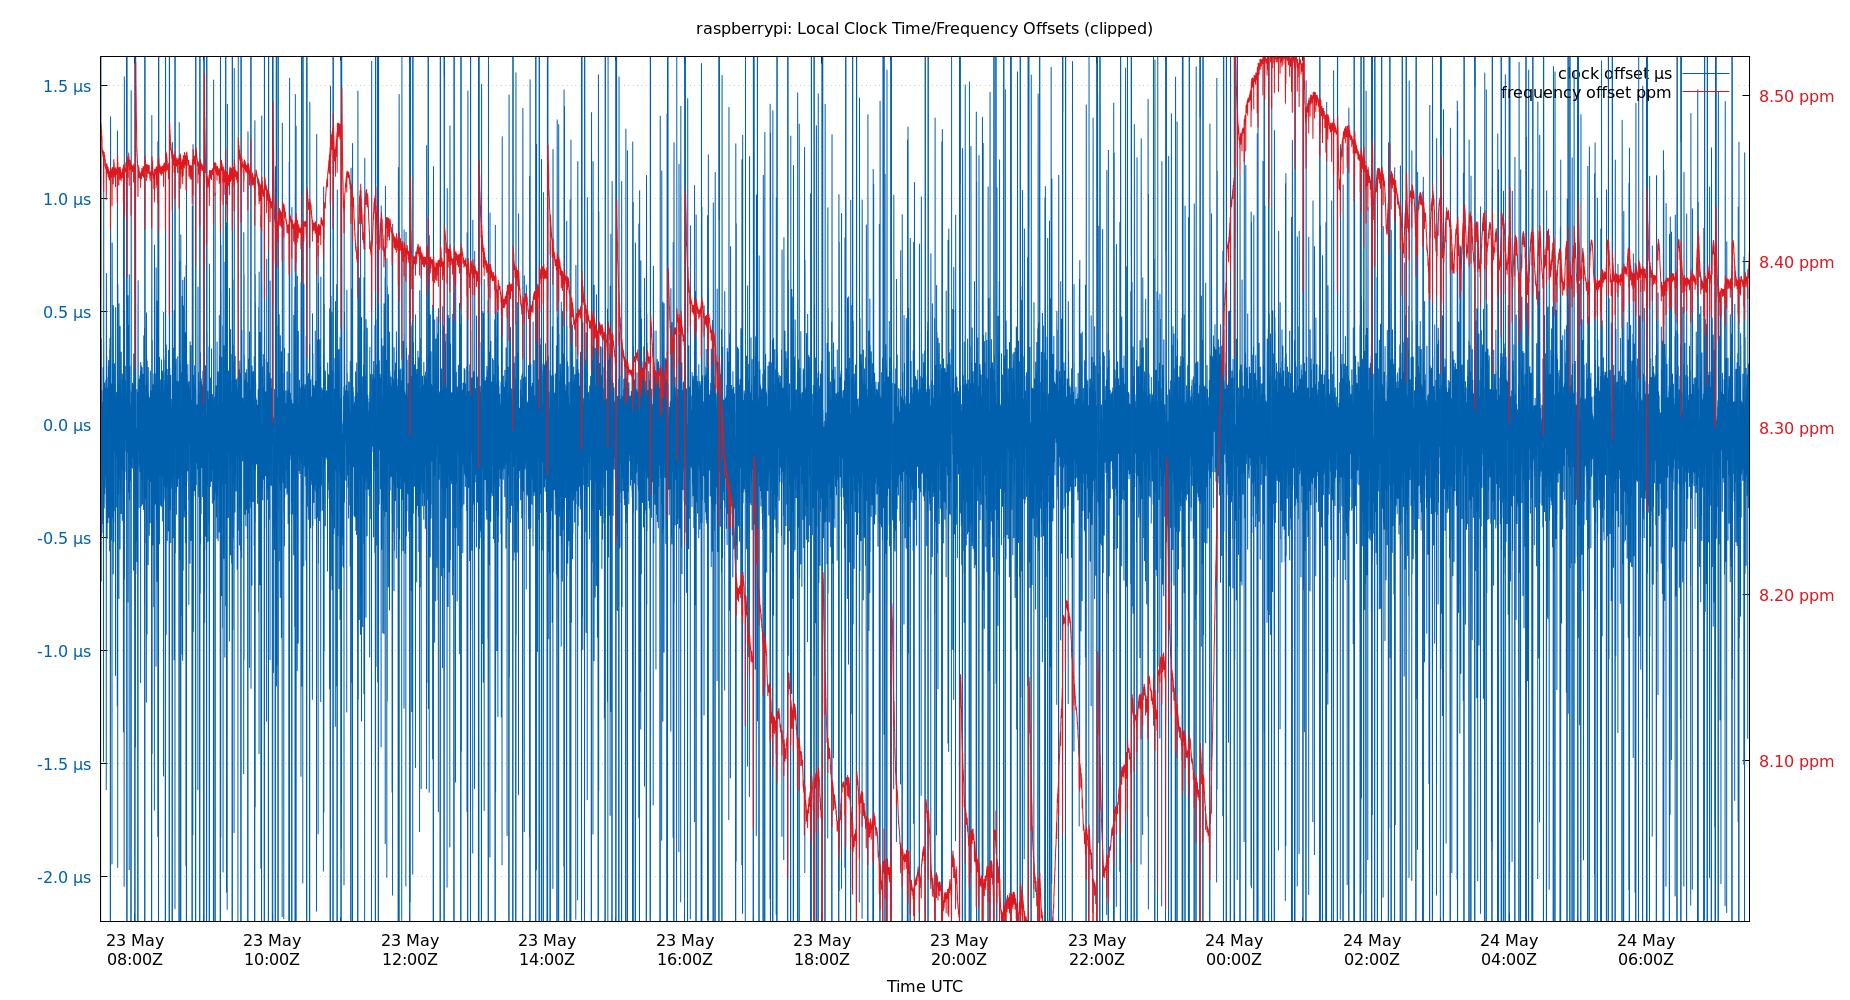 raspberrypi: Local Clock Time/Frequency Offsets (clipped)
clock offset µs
frequency offset ppm
1.5 µs
1.0 µs
0.5 µs
0.0 µs
-0.5 µs
-1.0 µs
-1.5 µs
-2.0 µs
8.50 ppm
8.40 ppm
8.30 ppm
8.20 ppm
8.10 ppm
23 May 23 May 23 May 23 May 23 May 23 May 23 May 23 May 24 May 24 May 24 May 24 May
08:00Z 10:00Z 12:00Z 14:00Z 16:00Z 18:00Z 20:00Z 22:00Z 00:00Z 02:00Z 04:00Z 06:00Z
Time UTC